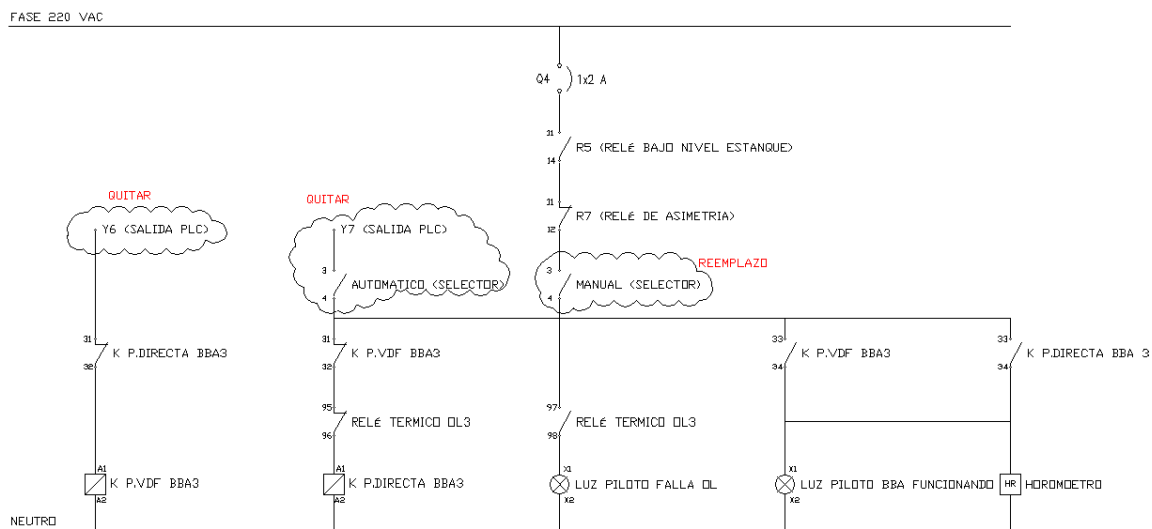 FASE 220 VAC
Q4
1x2 A
31
R5 (RELé BAJO NIVEL ESTANQUE)
14
QUITAR
QUITAR
31
R7 (RELé DE ASIMETRIA)
12
Y6 (SALIDA PLC)
Y7 (SALIDA PLC)
REEMPLAZO
3
3
AUTOMATICO (SELECTOR)
MANUAL (SELECTOR)
4
4
31
31
33
33
K P.DIRECTA BBA3
K P.VDF BBA3
K P.VDF BBA3
K P.DIRECTA BBA 3
32
32
34
34
95
97
RELé TERMICO OL3
RELé TERMICO OL3
96
98
A1
A1
X1
X1
K P.VDF BBA3
K P.DIRECTA BBA3
LUZ PILOTO FALLA OL
LUZ PILOTO BBA FUNCIONANDO
HR
HOROMOETRO
A2
A2
X2
X2
NEUTRO